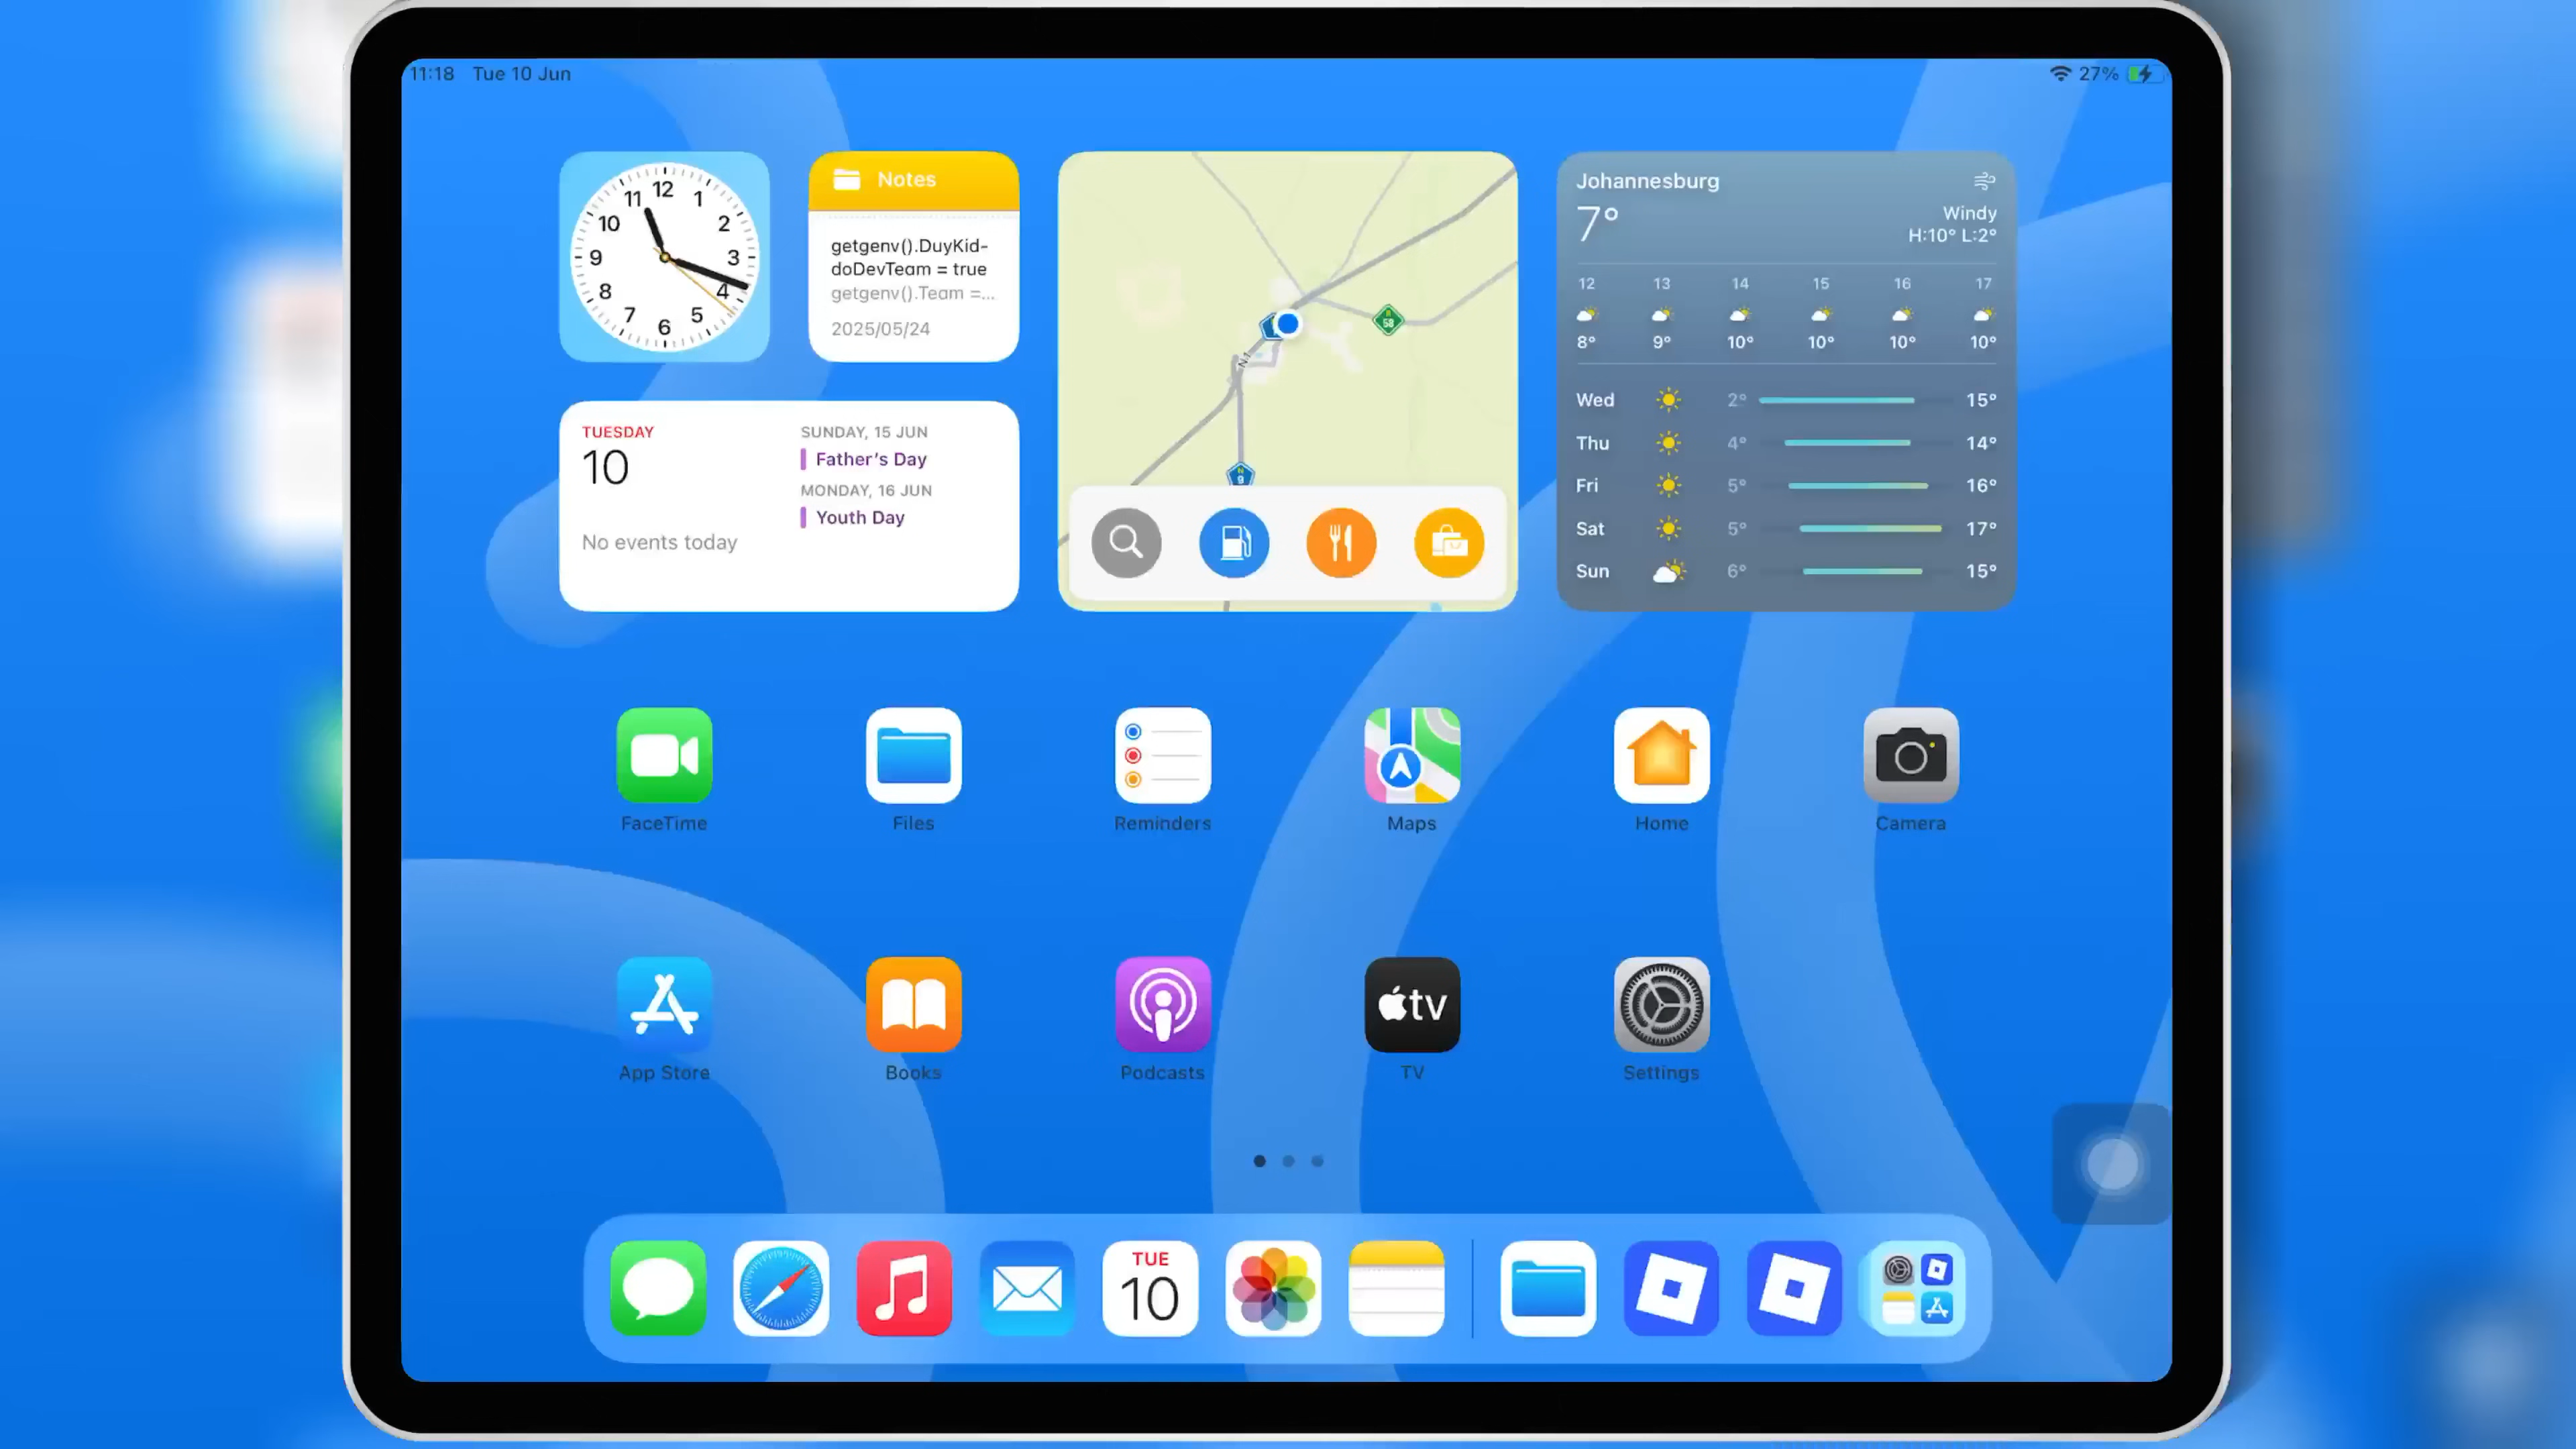 11:18 Tue 10 Jun
27%
12
1
2
3
4
5
6
7
8
9
10
11
Notes
getgenv().DuyKid-
doDevTeam = true
getgenv().Team =...
2025/05/24
TUESDAY
10
No events today
SUNDAY, 15 JUN
Father's Day
MONDAY, 16 JUN
Youth Day
N1
R
58
N
9
Johannesburg
7°
Windy
H:10° L:2°
12 13 14 15 16 17
8° 9° 10° 10° 10° 10°
Wed 2° 15°
Thu 4° 14°
Fri 5° 16°
Sat 5° 17°
Sun 6° 15°
FaceTime
Files
Reminders
Maps
Home
Camera
App Store
Books
Podcasts
tv
TV
Settings
TUE
10